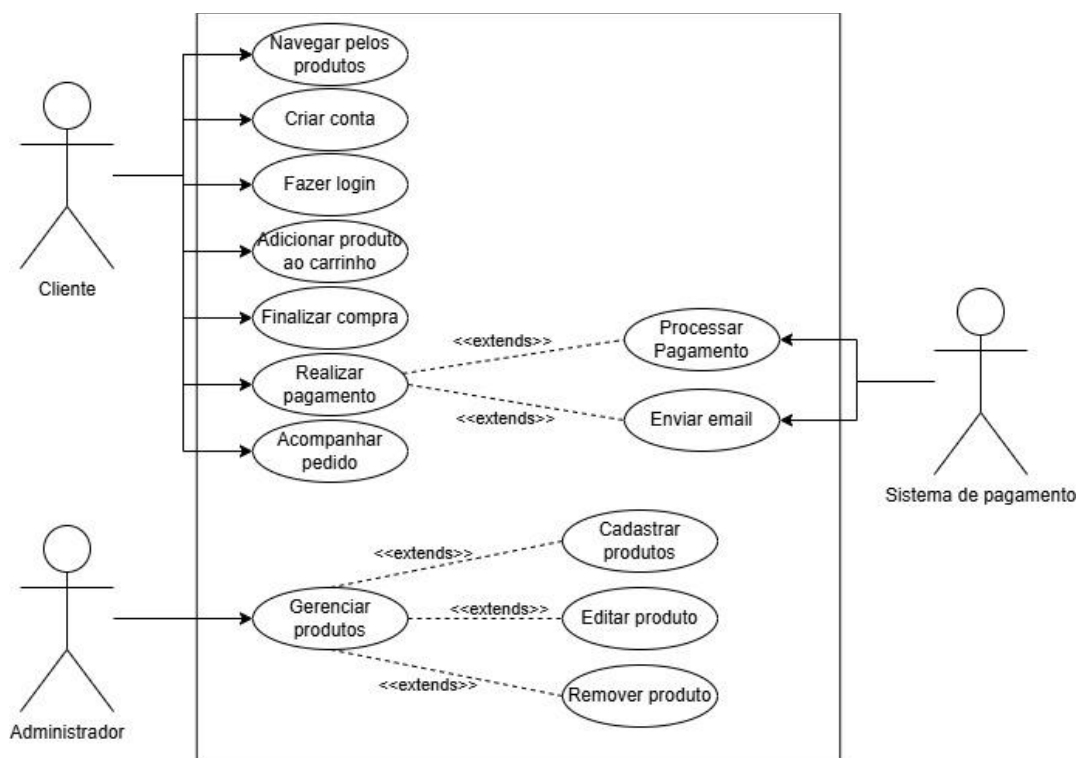 Navegar pelos
produtos
Criar conta
Fazer login
Adicionar produto
ao carrinho
Cliente
Finalizar compra
<<extends>>
Processar
Pagamento
Realizar
pagamento
<<extends>>
Enviar email
Acompanhar
pedido
Sistema de pagamento
Cadastrar
produtos
<<extends>>
Gerenciar
produtos
<<extends>>
Editar produto
<<extends>>
Remover produto
Administrador